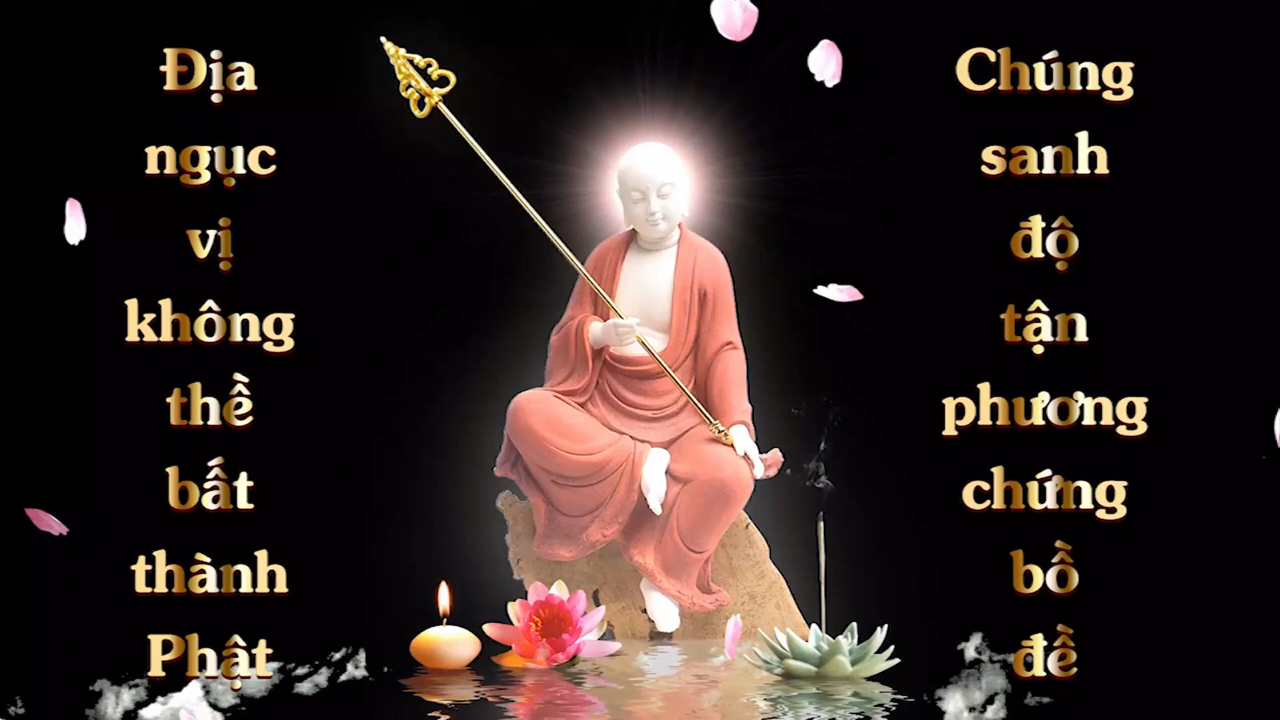 Địa
ngục
vị
không
thề
bất
thành
Phật
Chúng
sanh
độ
tận
phương
chứng
bồ
đề